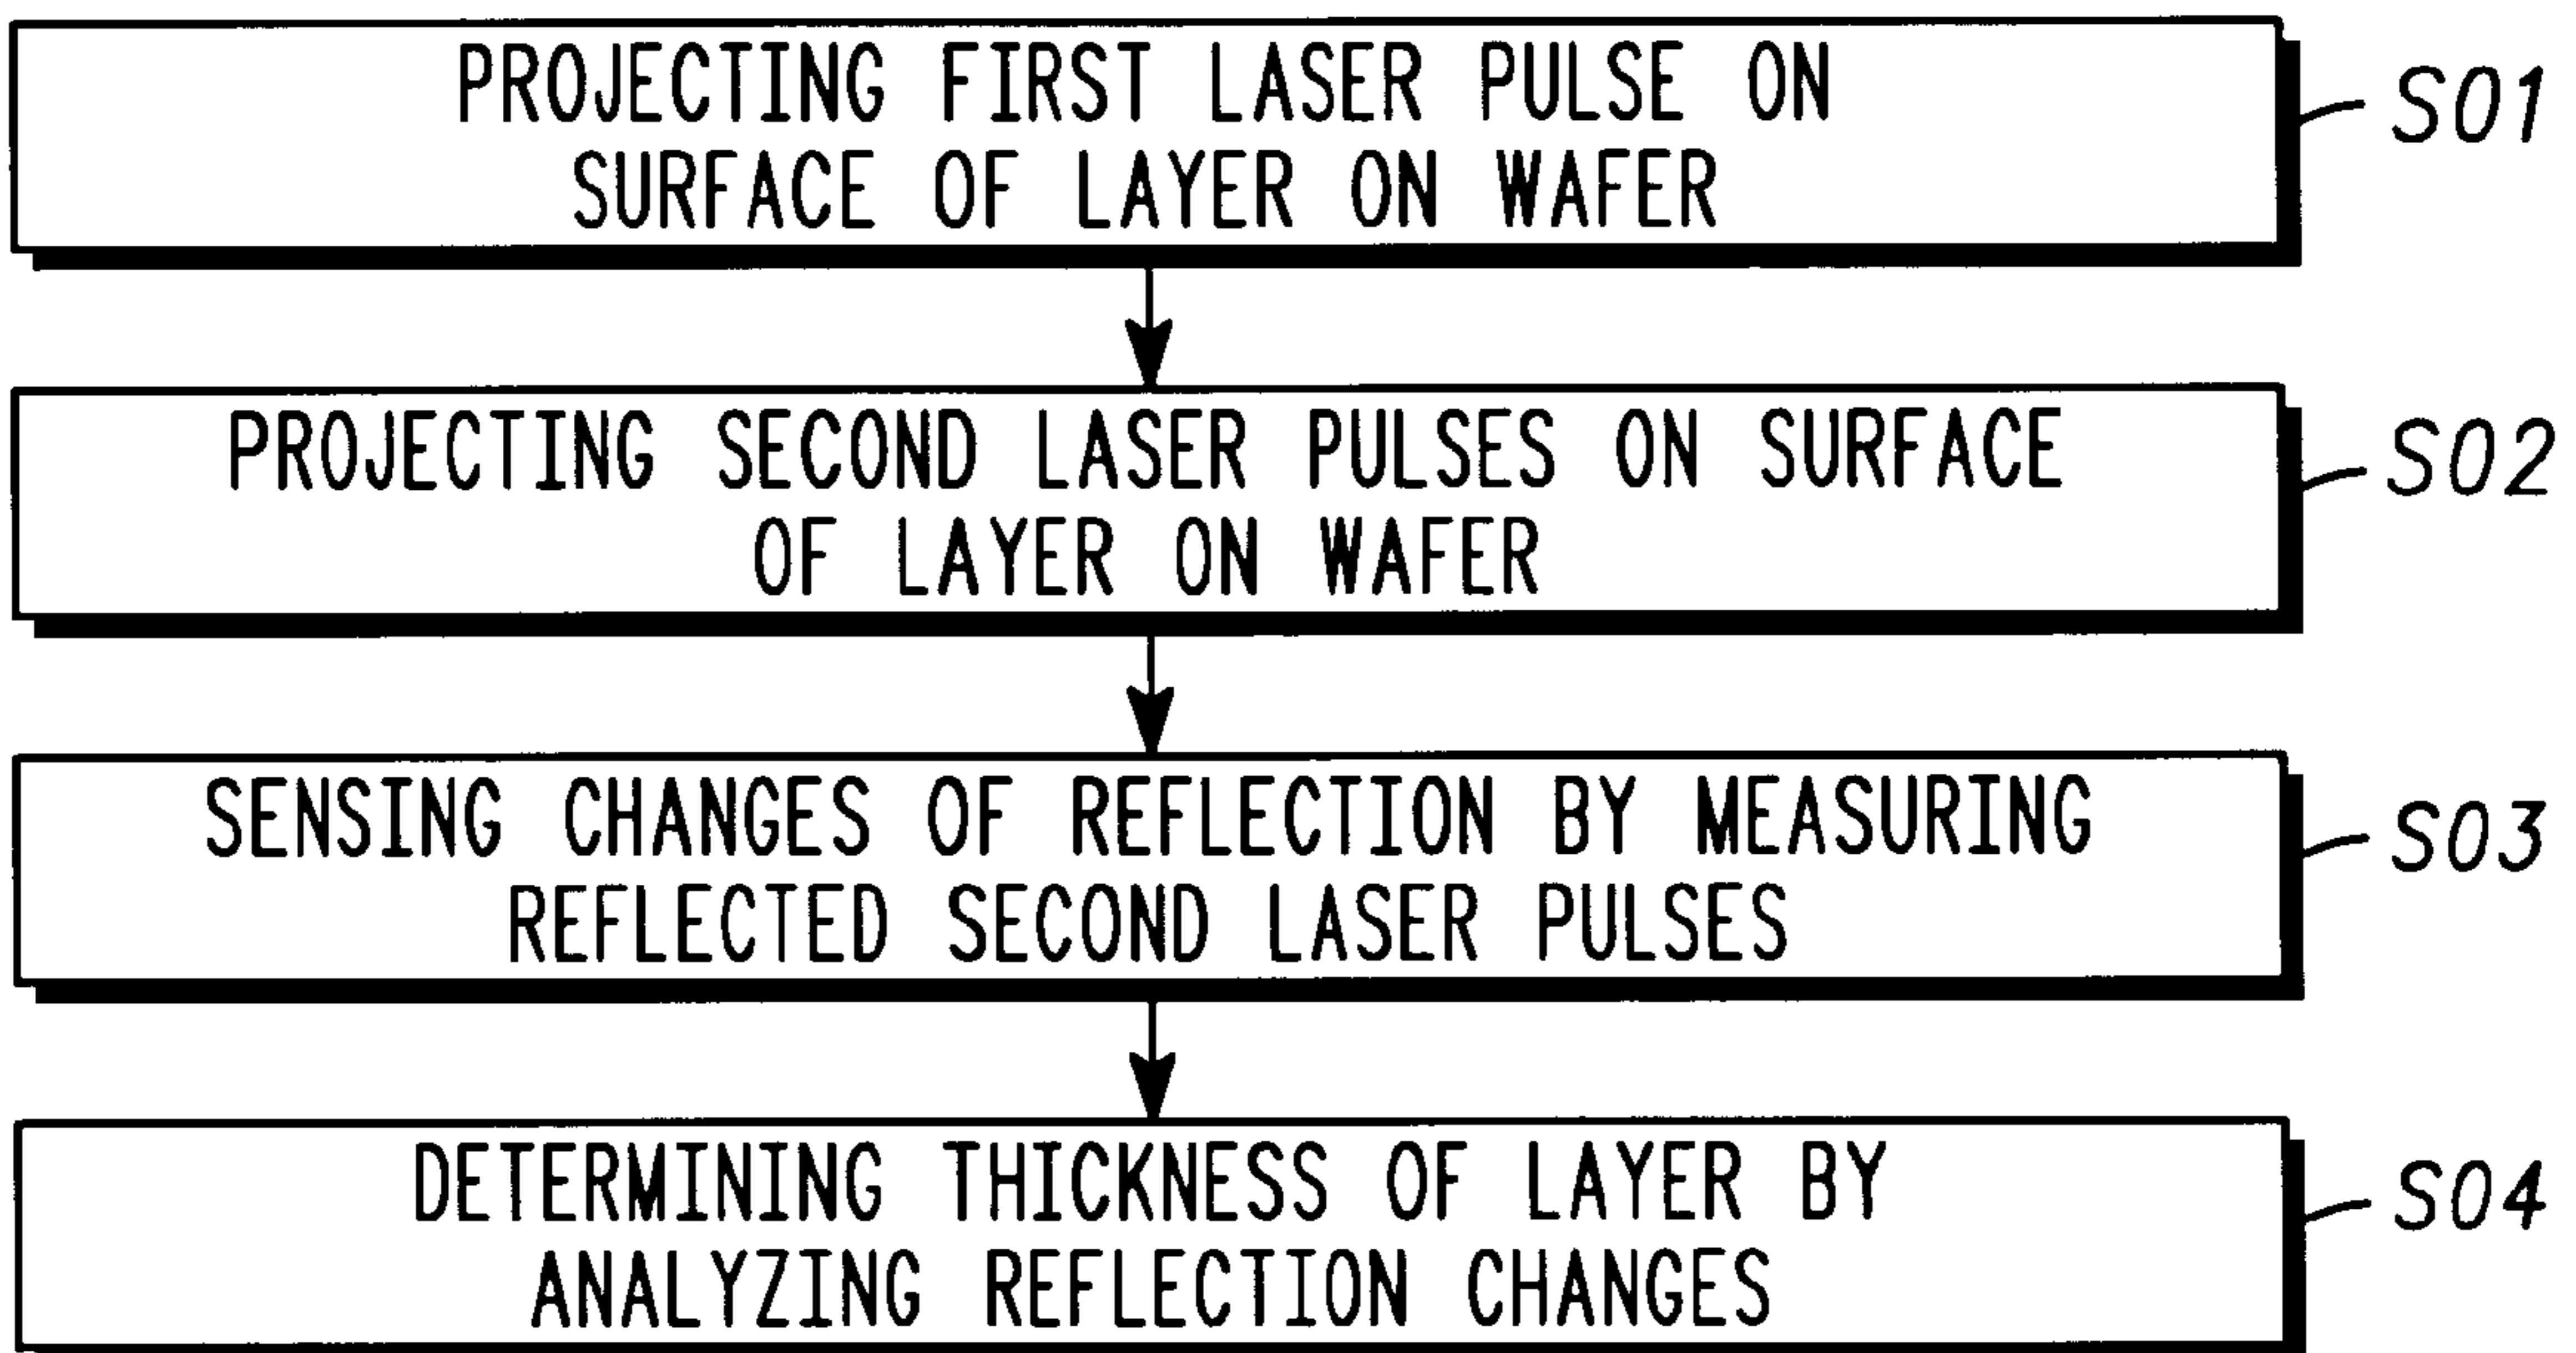 PROJECTING FIRST LASER PULSE ON
SURFACE OF LAYER ON WAFER
S01
PROJECTING SECOND LASER PULSES ON SURFACE
OF LAYER ON WAFER
S02
SENSING CHANGES OF REFLECTION BY MEASURING
REFLECTED SECOND LASER PULSES
S03
DETERMINING THICKNESS OF LAYER BY
ANALYZING REFLECTION CHANGES
S04